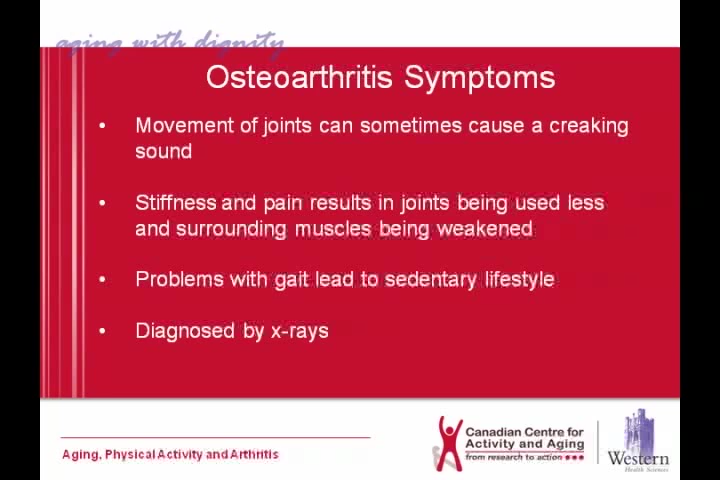 aging with dignity
Osteoarthritis Symptoms
• Movement of joints can sometimes cause a creaking
sound
• Stiffness and pain results in joints being used less
and surrounding muscles being weakened
• Problems with gait lead to sedentary lifestyle
• Diagnosed by x-rays
Aging, Physical Activity and Arthritis
Canadian Centre for
Activity and Aging
from research to action
Western
Health Sciences